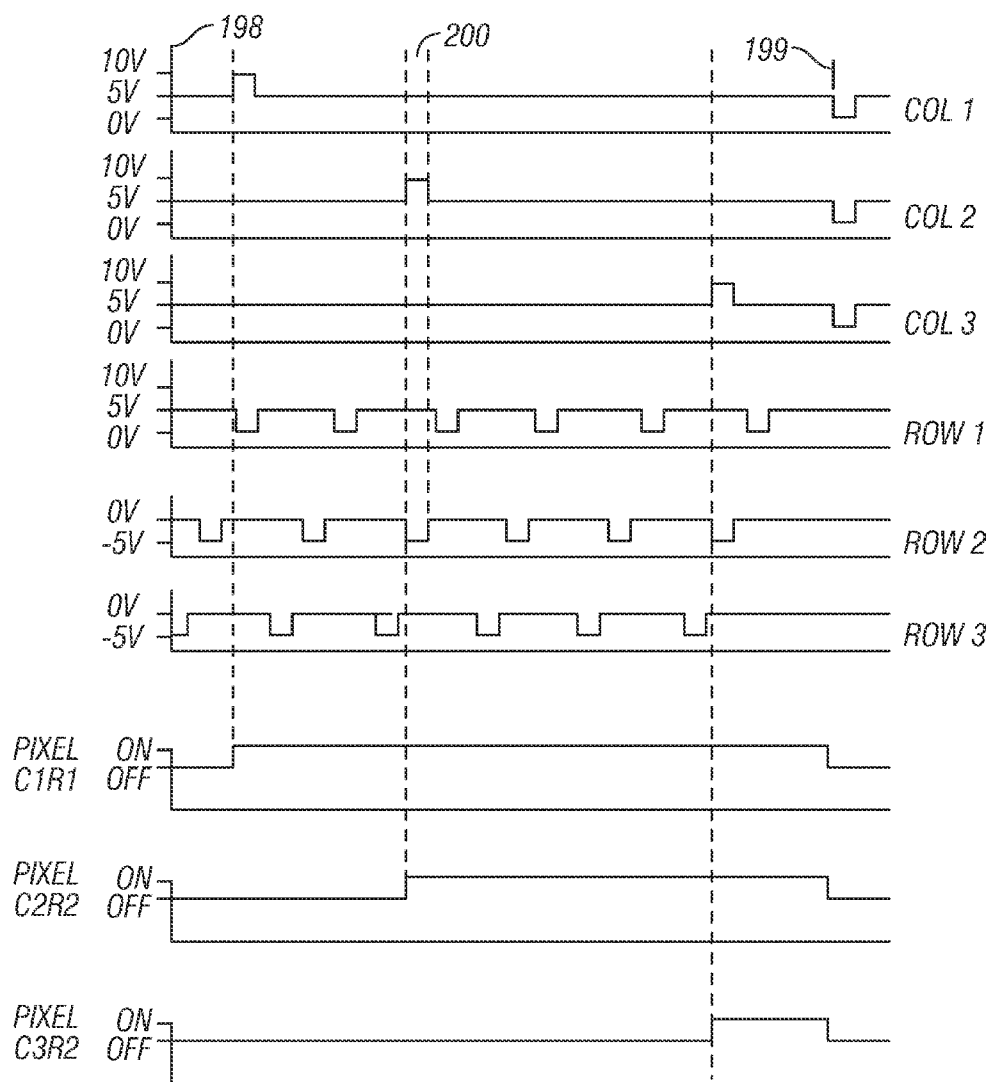 198
200
199
10V
5V
0V
COL 1
10V
5V
0V
COL 2
10V
5V
0V
COL 3
10V
5V
0V
ROW 1
0V
-5V
ROW 2
0V
-5V
ROW 3
PIXEL ON
C1R1 OFF
PIXEL ON
C2R2 OFF
PIXEL ON
C3R2 OFF